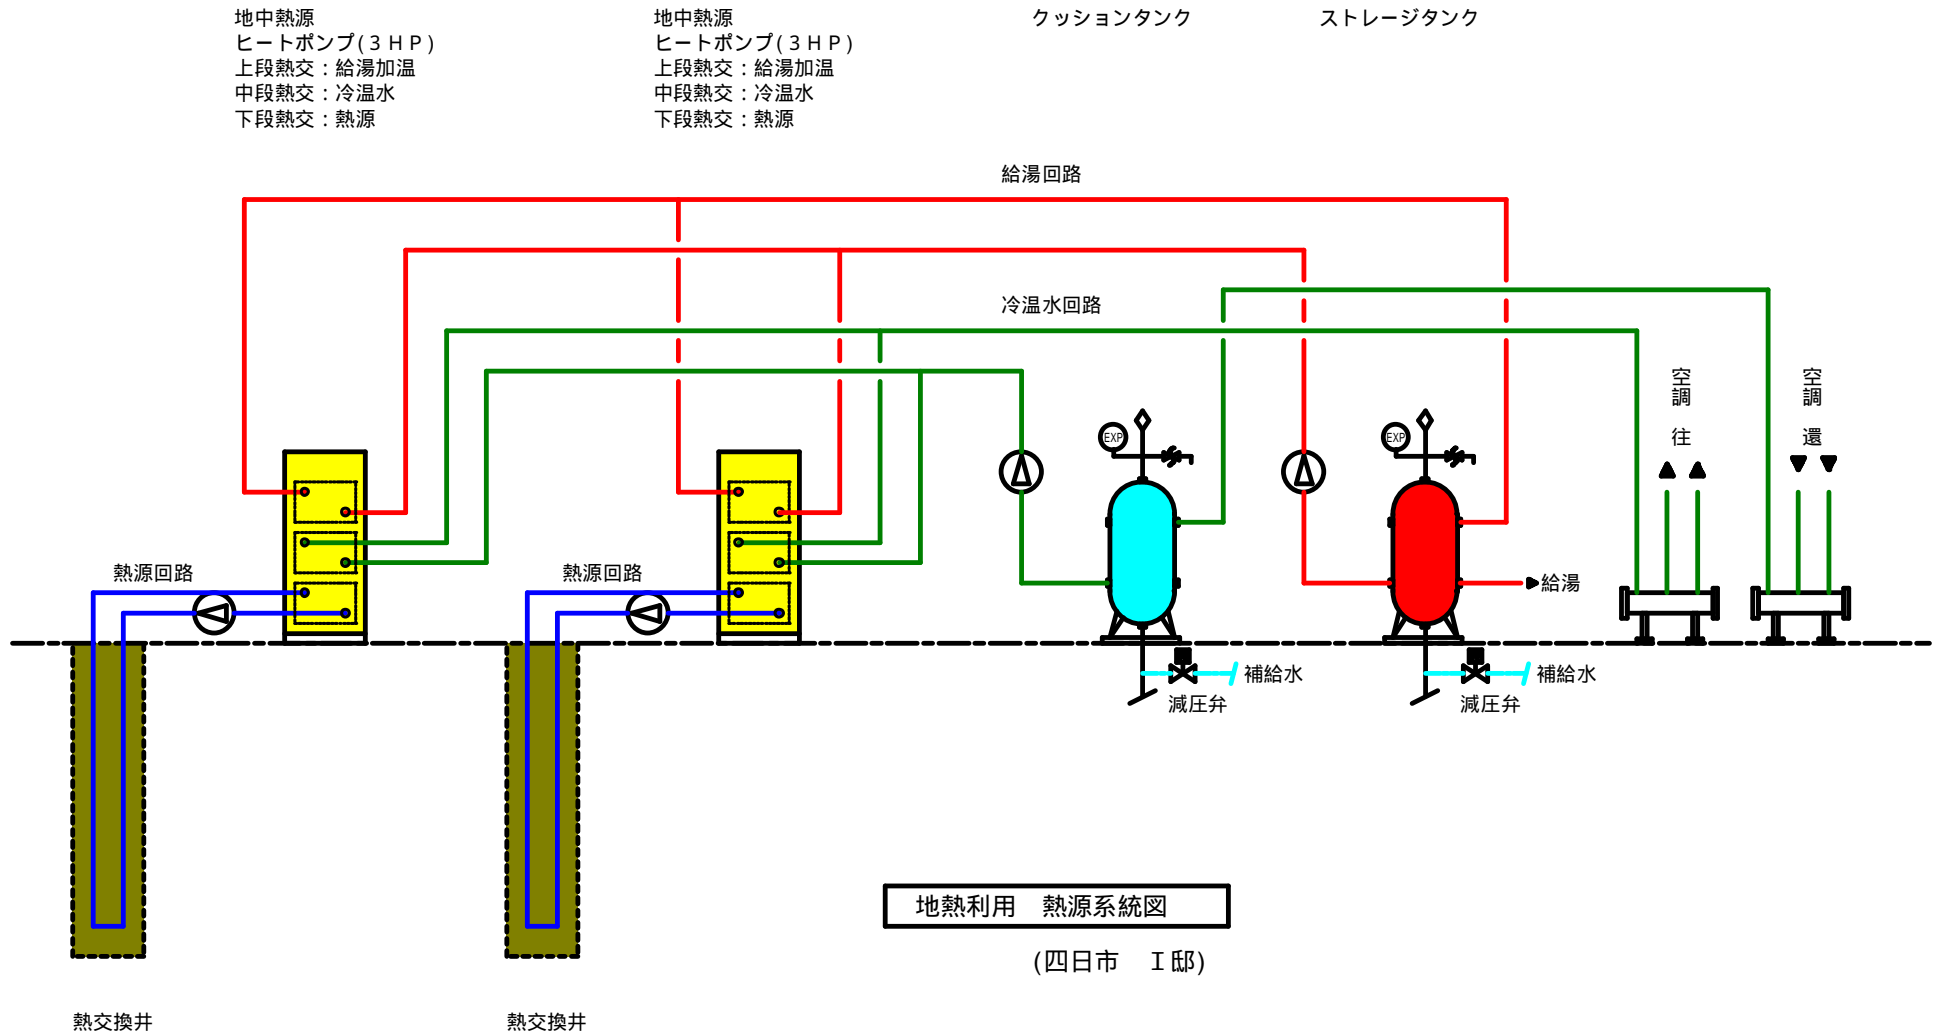 地中熱源
ヒートポンプ(３ＨＰ)
上段熱交：給湯加温
中段熱交：冷温水
下段熱交：熱源
地中熱源
ヒートポンプ(３ＨＰ)
上段熱交：給湯加温
中段熱交：冷温水
下段熱交：熱源
クッションタンク
ストレージタンク
給湯回路
冷温水回路
空調　往
空調　還
EXP
EXP
熱源回路
熱源回路
給湯
補給水
減圧弁
補給水
減圧弁
地熱利用　熱源系統図
(四日市　Ｉ邸)
熱交換井
熱交換井